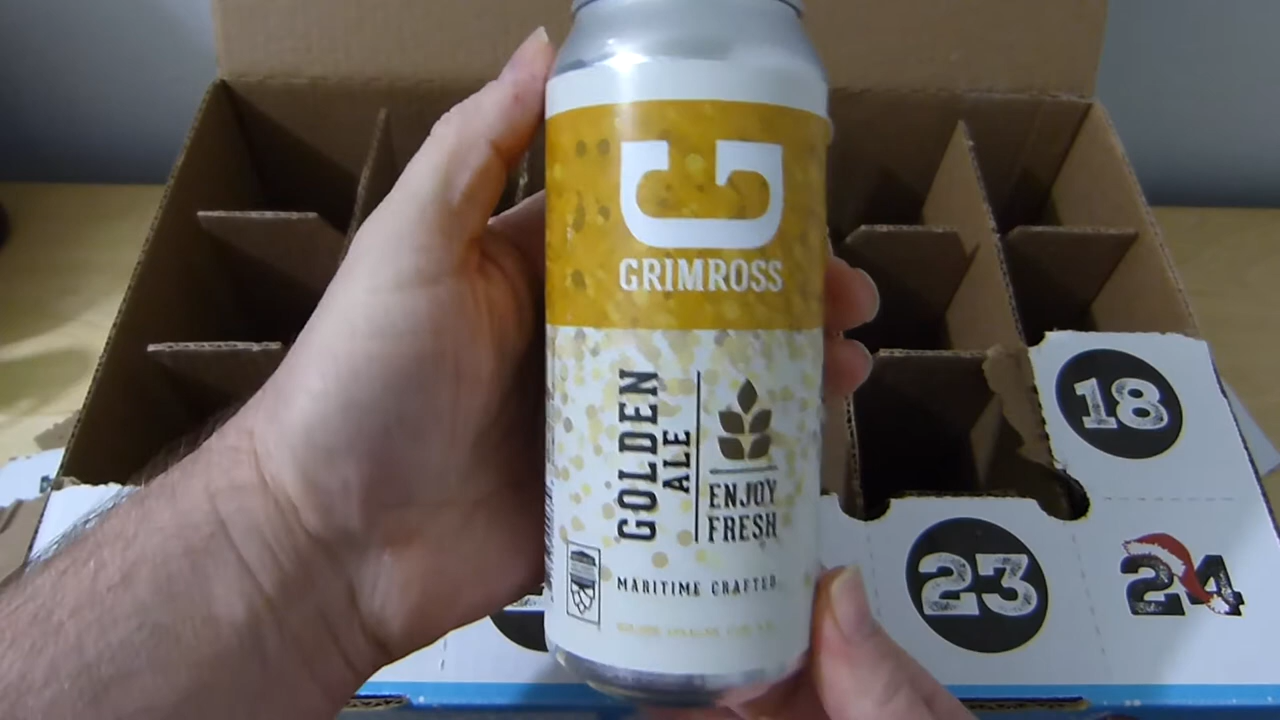 G
GRIMROSS
GOLDEN
ALE
ENJOY
FRESH
MARITIME CRAFTED
18
23
24